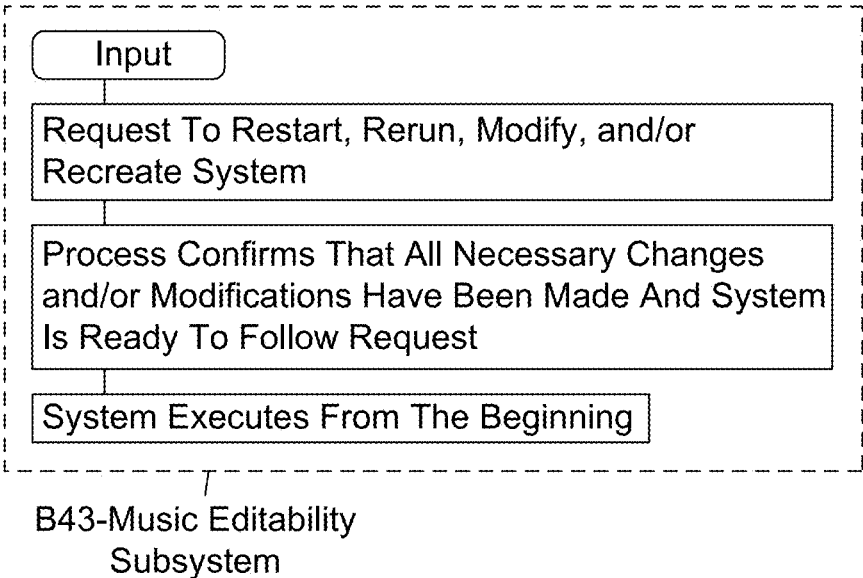 Input
Request To Restart, Rerun, Modify, and/or
Recreate System
Process Confirms That All Necessary Changes
and/or Modifications Have Been Made And System
Is Ready To Follow Request
System Executes From The Beginning
B43-Music Editability
Subsystem